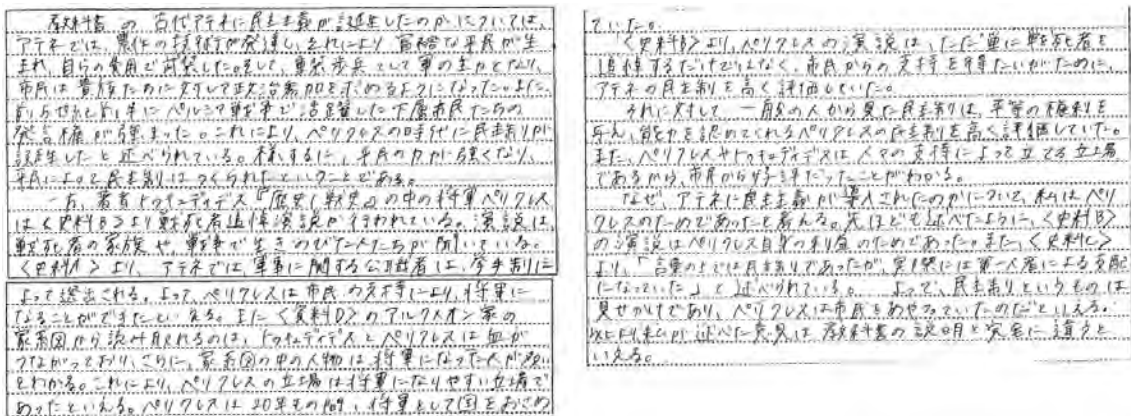 教科書の古代アテネに民主主義が誕生したのかについては、
アテネでは、農作の技術が発達し、それにより、富裕な平民が生
まれ、自らの費用で武装した。そして、重装歩兵として軍の主力となり、
市民は貴族たちに対して政治参加を求めるようになった。また、
前5世紀前半にペルシア戦争で活躍した下層市民たちの
発言権が強まった。これにより、ペリクレスの時代に民主制が
誕生したと述べられている。様するに、平民の力が強くなり、
平民によって民主制はつくられたということである。
一方、著者トゥキュディデス『歴史(戦史)』の中の将軍ペリクレス
は<史料B>より戦死者追悼演説が行われている。演説は、
戦死者の家族や、戦争で生きのびた人たちが聞いている。
<史料A>より、アテネでは、軍事に関する公職者は、挙手制に
よって選出される。よって、ペリクレスは市民の支持により、将軍に
なることができたといえる。また<資料D>のアルクメオン家の
家系図から読み取れるのは、トゥキュディデスとペリクレスは血が
つながっており、さらに、家系図の中の人物は将軍になった人が多い
とわかる。これにより、ペリクレスの立場は将軍になりやすい立場で
あったといえる。ペリクレスは20年もの間、将軍として国をおさめ
ていた。
<史料B>より、ペリクレスの演説は、ただ単に戦死者を
追悼するだけではなく、市民からの支持を得たいがために、
アテネの民主制を高く評価していた。
それに対して、一般の人から見た民主制は、平等の権利を
与え、能力を認めてくれるペリクレスの民主制を高く評価していた。
また、ペリクレスやトゥキュディデスは人々の支持によって立てる立場
であるから、市民から好評だったことがわかる。
なぜ、アテネに民主主義が導入されたのかについて、私はペリ
クレスのためであったと考える。先ほども述べたように、<史料B>
の演説はペリクレス自身の利益のためであった。また、<史料C>
より、「言葉の上では民主制であったが、実際には第一人者による支配
になっていた」と述べられている。 よって、民主制というものは
見せかけであり、ペリクレスは市民をあやつっていたのだといえる。
以上より、私が述べた意見は教科書の説明と完全に違うと
いえる。